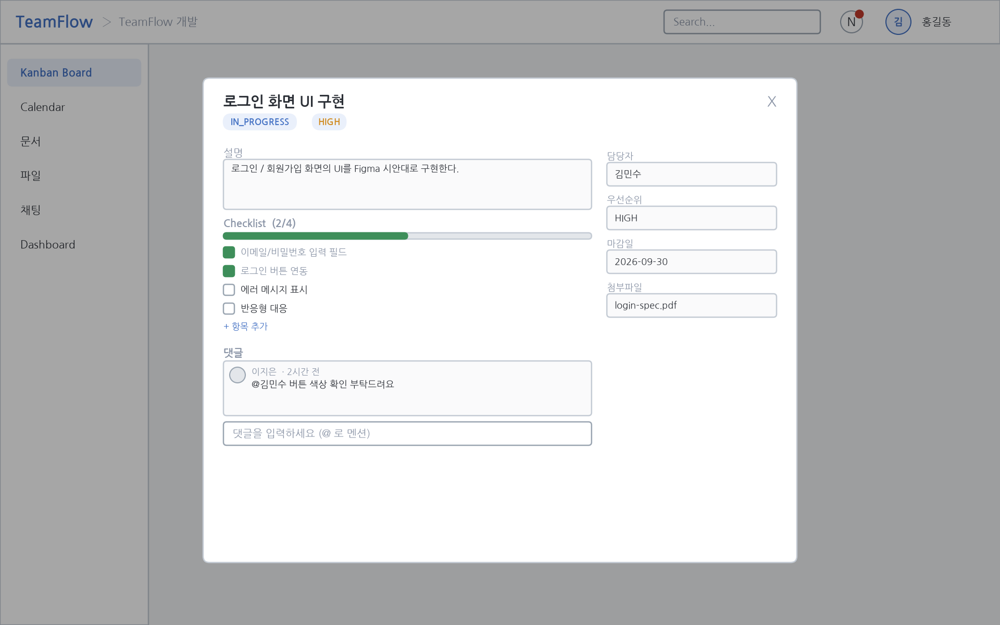 TeamFlow > TeamFlow 개발
Search...
N
김
홍길동
Kanban Board
Calendar
문서
파일
채팅
Dashboard
로그인 화면 UI 구현
X
IN_PROGRESS
HIGH
설명
로그인 / 회원가입 화면의 UI를 Figma 시안대로 구현한다.
Checklist (2/4)
이메일/비밀번호 입력 필드
로그인 버튼 연동
에러 메시지 표시
반응형 대응
+ 항목 추가
댓글
이지은 · 2시간 전
@김민수 버튼 색상 확인 부탁드려요
댓글을 입력하세요 (@ 로 멘션)
담당자
김민수
우선순위
HIGH
마감일
2026-09-30
첨부파일
login-spec.pdf